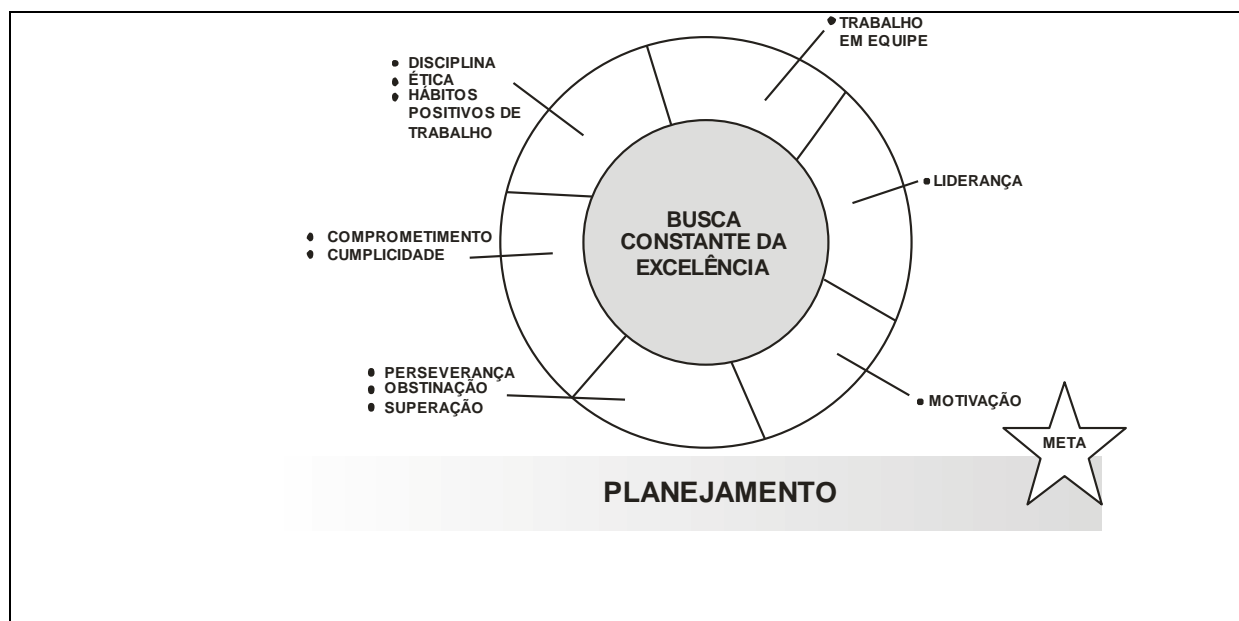 • TRABALHO
EM EQUIPE
• DISCIPLINA
• ÉTICA
• HÁBITOS
POSITIVOS DE
TRABALHO
• LIDERANÇA
BUSCA
CONSTANTE DA
EXCELÊNCIA
• COMPROMETIMENTO
• CUMPLICIDADE
• PERSEVERANÇA
• OBSTINAÇÃO
• SUPERAÇÃO
• MOTIVAÇÃO
META
PLANEJAMENTO